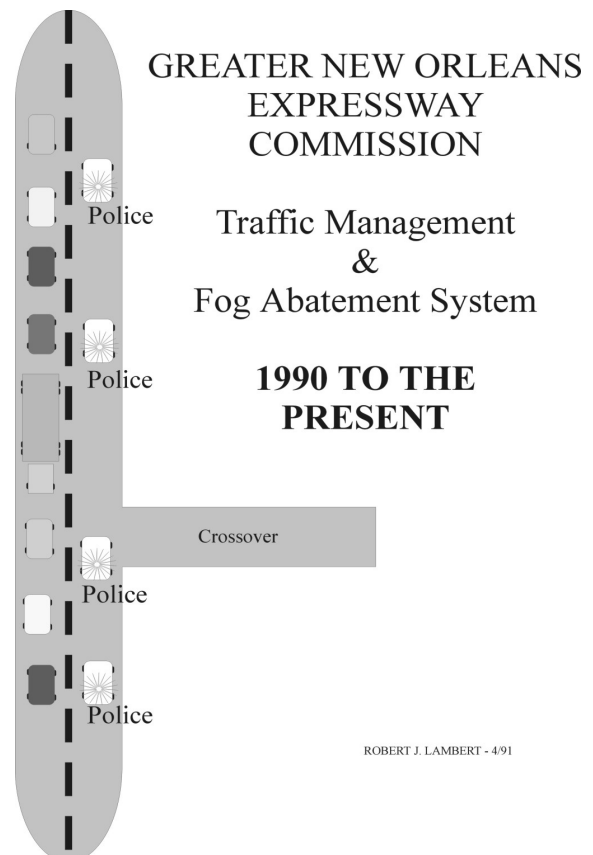 GREATER NEW ORLEANS
EXPRESSWAY
COMMISSION
Traffic Management
&
Fog Abatement System
1990 TO THE
PRESENT
Police
Police
Crossover
Police
Police
ROBERT J. LAMBERT - 4/91